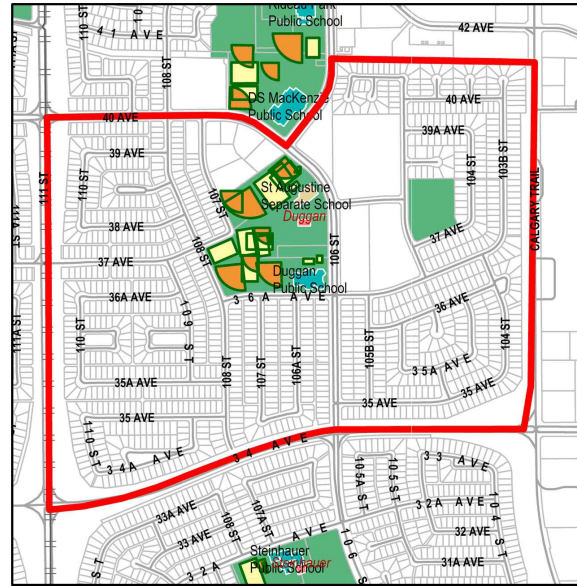 Rideau Park
Public School
42 AVE
110 ST
41 AVE
108 ST
DS MacKenzie
Public School
40 AVE
40 AVE
39 AVE
39A AVE
111 ST
110 ST
104 ST
103B ST
CALGARY TRAIL
107 ST
St Augustine
Separate School
Duggan
111A ST
38 AVE
108 ST
106 ST
37 AVE
37 AVE
Duggan
Public School
36A AVE
36A AVE
36 AVE
109 ST
111A ST
110 ST
108 ST
107 ST
106A ST
105B ST
104 ST
35A AVE
35A AVE
35 AVE
35 AVE
35 AVE
110 ST
34A AVE
34 AVE
33 AVE
105A ST
105 ST
33A AVE
108 ST
107A ST
32A AVE
104 ST
33 AVE
106
32 AVE
Steinhauer
Public School
Steinhauer
32A
31A AVE
ST